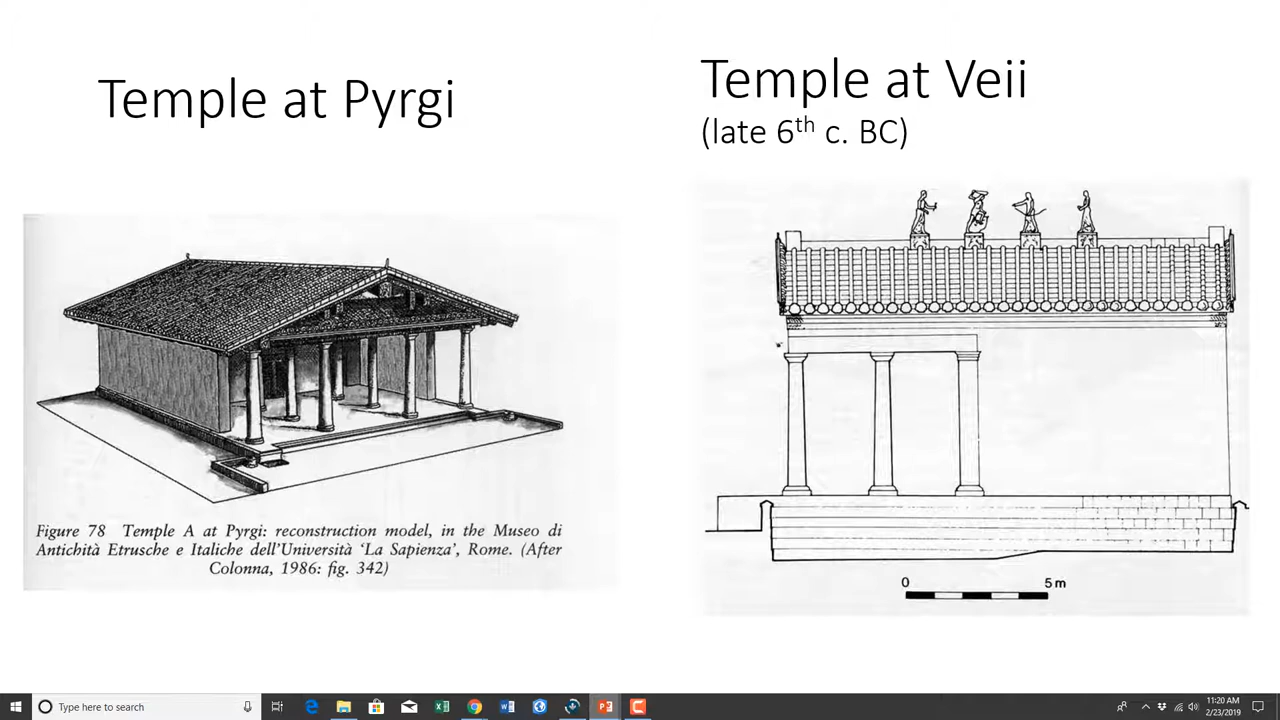 Temple at Pyrgi
Temple at Veii
(late 6th c. BC)
Figure 78 Temple A at Pyrgi: reconstruction model, in the Museo di
Antichità Etrusche e Italiche dell'Università 'La Sapienza', Rome. (After
Colonna, 1986: fig. 342)
0 5 m
Type here to search
11:20 AM
2/23/2019